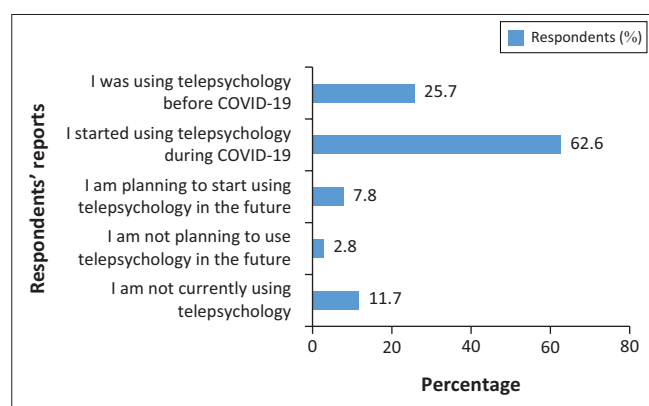 Respondents (%)
Respondents' reports
I was using telepsychology
before COVID-19
25.7
I started using telepsychology
during COVID-19
62.6
I am planning to start using
telepsychology in the future
7.8
I am not planning to use
telepsychology in the future
2.8
I am not currently using
telepsychology
11.7
0 20 40 60 80
Percentage